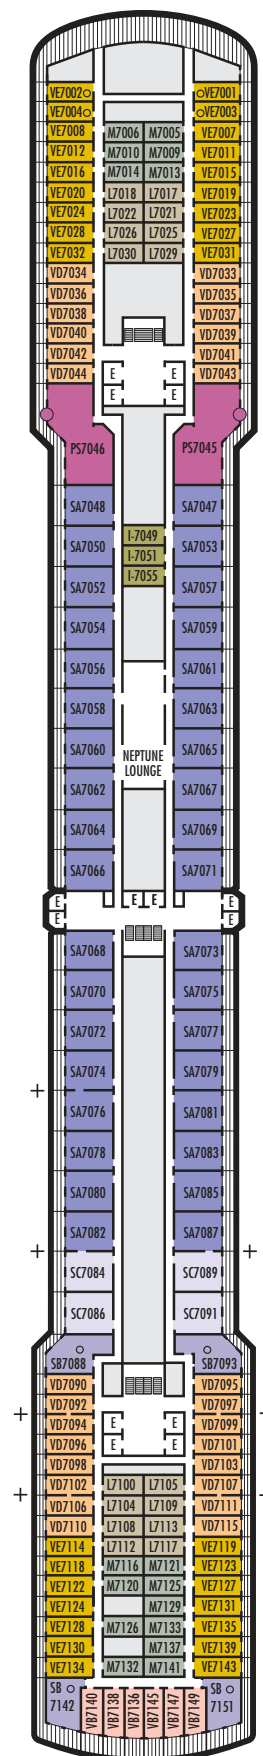 VE7002 VE7001
VE7004 VE7003
VE7008 M7006 M7005 VE7007
VE7012 M7010 M7009 VE7011
VE7016 M7014 M7013 VE7015
VE7020 L7018 L7017 VE7019
VE7024 L7022 L7021 VE7023
VE7028 L7026 L7025 VE7027
VE7032 L7030 L7029 VE7031
VD7034 VD7033
VD7036 VD7035
VD7038 VD7037
VD7040 VD7039
VD7042 VD7041
VD7044 E E VD7043
E E
PS7046 PS7045
SA7048 SA7047
I-7049
SA7050 I-7051 SA7053
SA7052 I-7055 SA7057
SA7054 SA7059
SA7056 SA7061
SA7058 SA7063
SA7060 NEPTUNE SA7065
LOUNGE
SA7062 SA7067
SA7064 SA7069
SA7066 SA7071
E E E E
E E
SA7068 SA7073
SA7070 SA7075
SA7072 SA7077
SA7074 SA7079
SA7076 SA7081
SA7078 SA7083
SA7080 SA7085
SA7082 SA7087
SC7084 SC7089
SC7086 SC7091
SB7088 SB7093
VD7090 VD7095
VD7092 VD7097
VD7094 E E VD7099
VD7096 E E VD7101
VD7098 VD7103
VD7102 L7100 L7105 VD7107
VD7106 L7104 L7109 VD7111
VD7110 L7108 L7113 VD7115
VE7114 L7112 L7117 VE7119
VE7118 M7116 M7121 VE7123
VE7122 M7120 M7125 VE7127
VE7124 M7129 VE7131
VE7128 M7126 M7133 VE7135
VE7130 M7137 VE7139
VE7134 M7132 M7141 VE7143
SB
7142 VB7140 VB7138 VB7136 VB7145 VB7147 VB7149 SB
7151